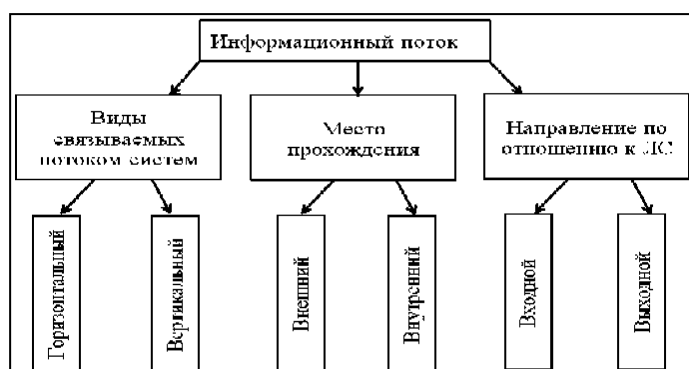 Информационный поток
Виды
связываемых
потоком систем
Место
прохождения
Направление по
отношению к ЛС
Горизонтальный
Вертикальный
Внешний
Внутренний
Входной
Выходной